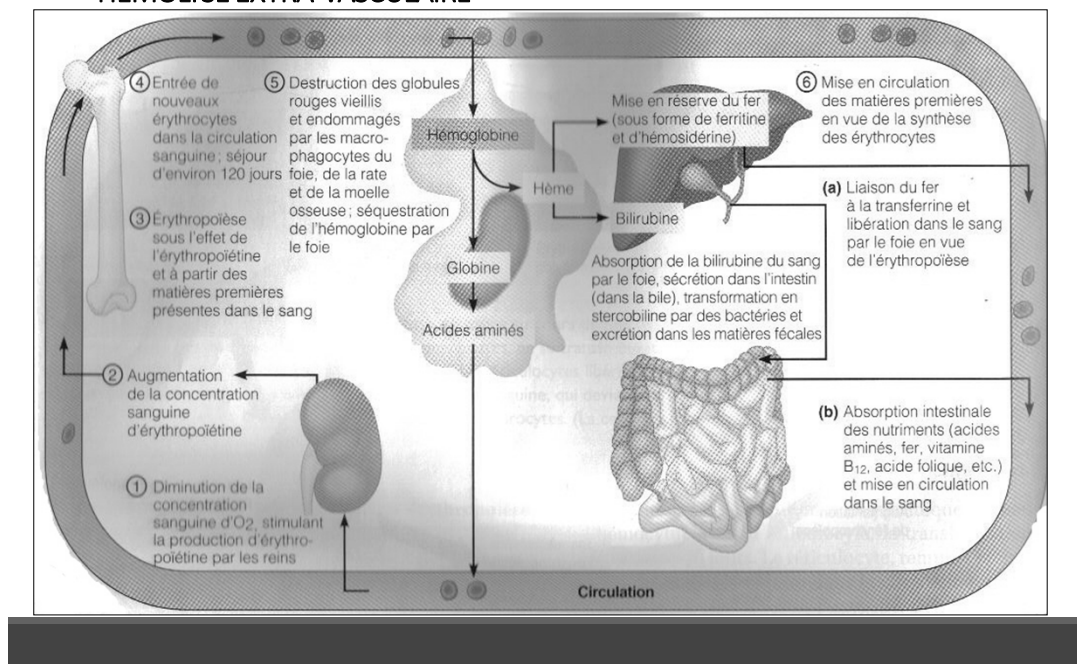 HÉMOLYSE EXTRA-VASCULAIRE
④ Entrée de
nouveaux
érythrocytes
dans la circulation
sanguine; séjour
d'environ 120 jours
③ Érythropoïèse
sous l'effet de
l'érythropoïétine
et à partir des
matières premières
présentes dans le sang
② Augmentation
de la concentration
sanguine
d'érythropoïétine
① Diminution de la
concentration
sanguine d'O2, stimulant
la production d'érythro-
poïétine par les reins
⑤ Destruction des globules
rouges vieillis
et endommagés
par les macro-
phagocytes du
foie, de la rate
et de la moelle
osseuse; séquestration
de l'hémoglobine par
le foie
Hémoglobine
Hème
Globine
Acides aminés
Mise en réserve du fer
(sous forme de ferritine
et d'hémosidérine)
Bilirubine
Absorption de la bilirubine du sang
par le foie, sécrétion dans l'intestin
(dans la bile), transformation en
stercobiline par des bactéries et
excrétion dans les matières fécales
⑥ Mise en circulation
des matières premières
en vue de la synthèse
des érythrocytes
(a) Liaison du fer
à la transferrine et
libération dans le sang
par le foie en vue
de l'érythropoïèse
(b) Absorption intestinale
des nutriments (acides
aminés, fer, vitamine
B12, acide folique, etc.)
et mise en circulation
dans le sang
Circulation